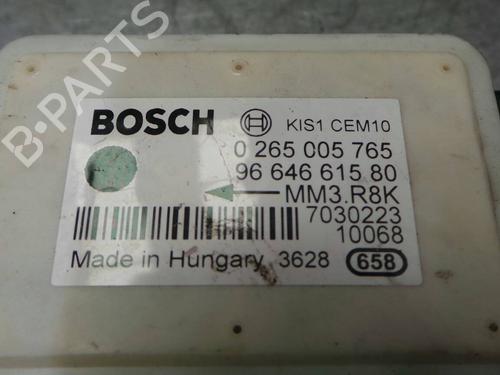 BOSCH KIS1 CEM10
0 265 005 765
96 646 615 80
MM3.R8K
7030223
10068
Made in Hungary 3628 658
B PARTS